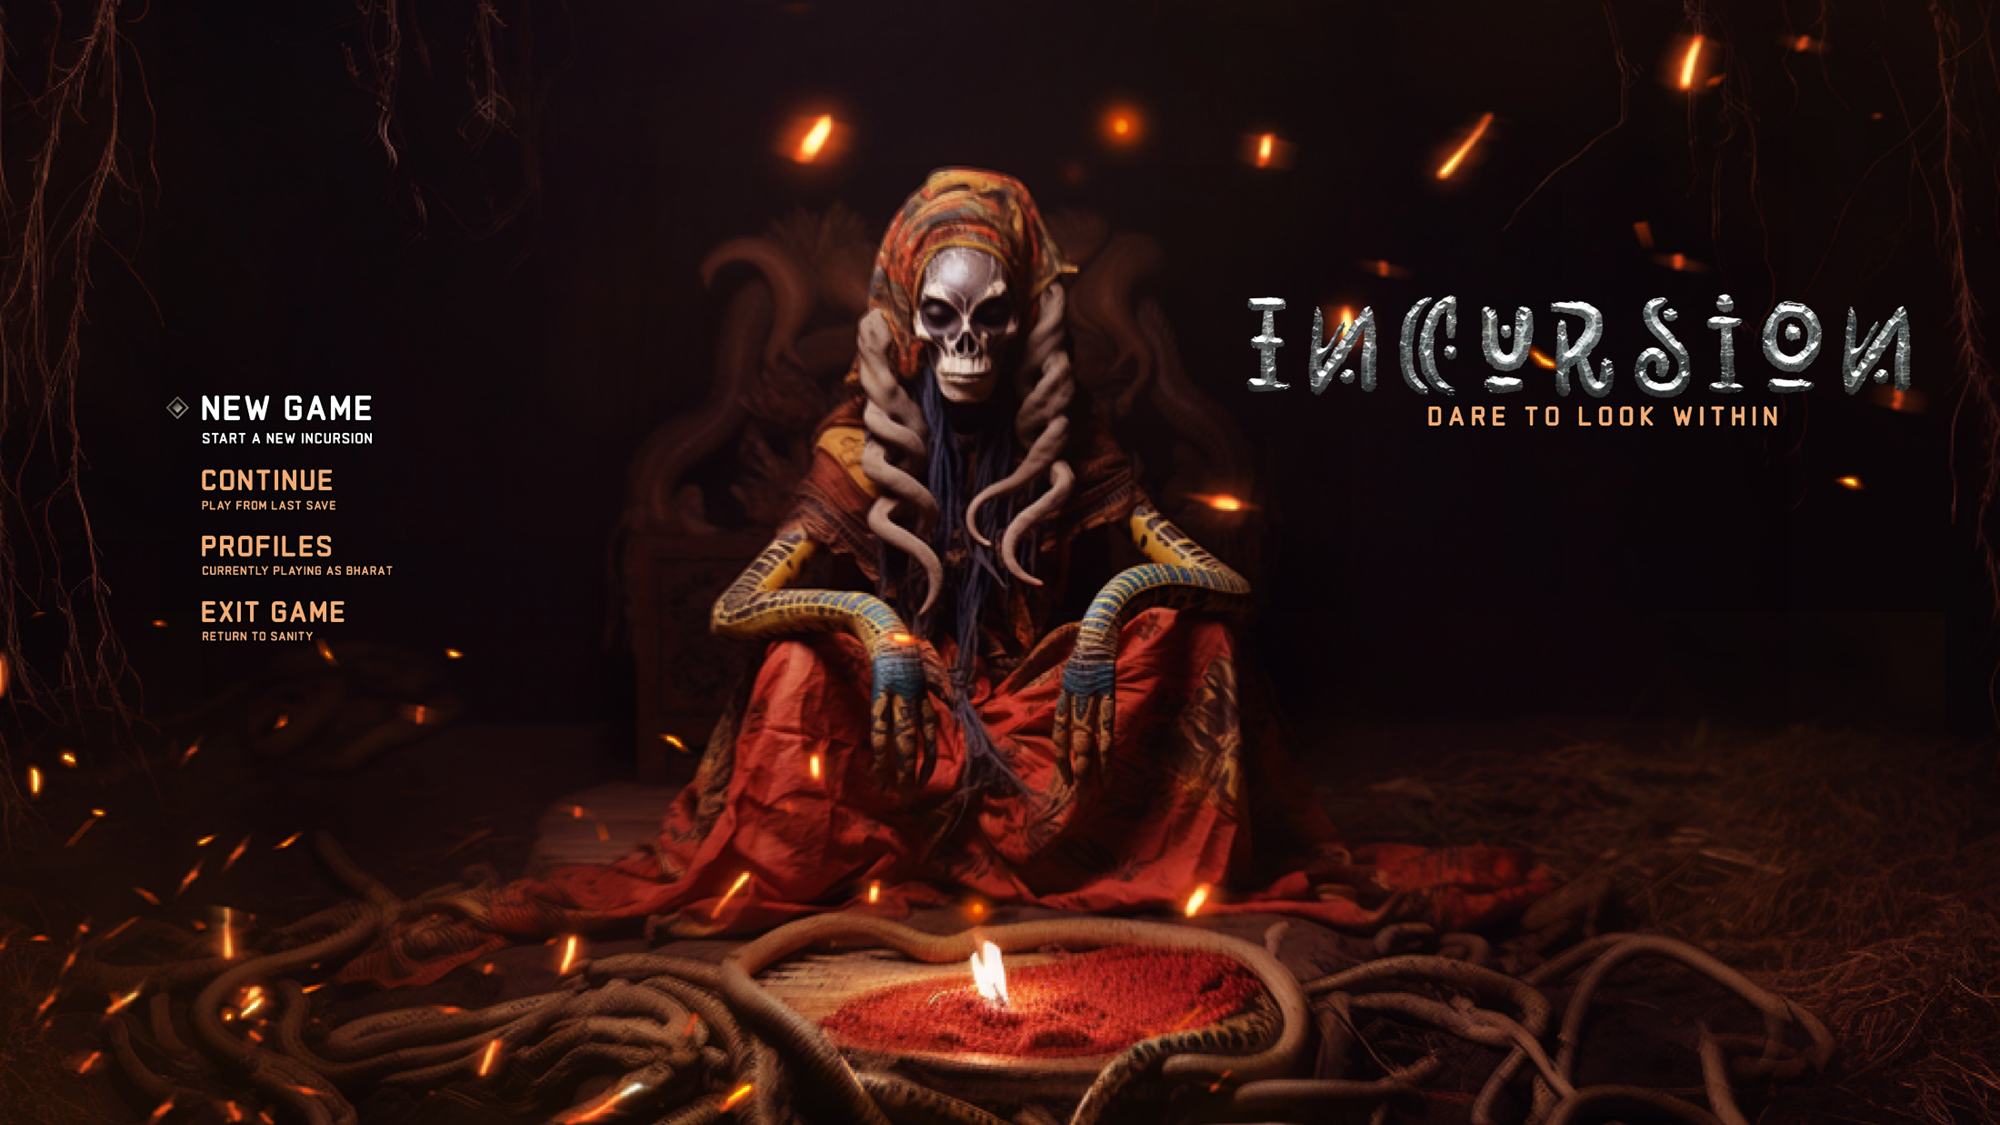 NEW GAME
START A NEW INCURSION
CONTINUE
PLAY FROM LAST SAVE
PROFILES
CURRENTLY PLAYING AS BHARAT
EXIT GAME
RETURN TO SANITY
INCURSION
DARE TO LOOK WITHIN